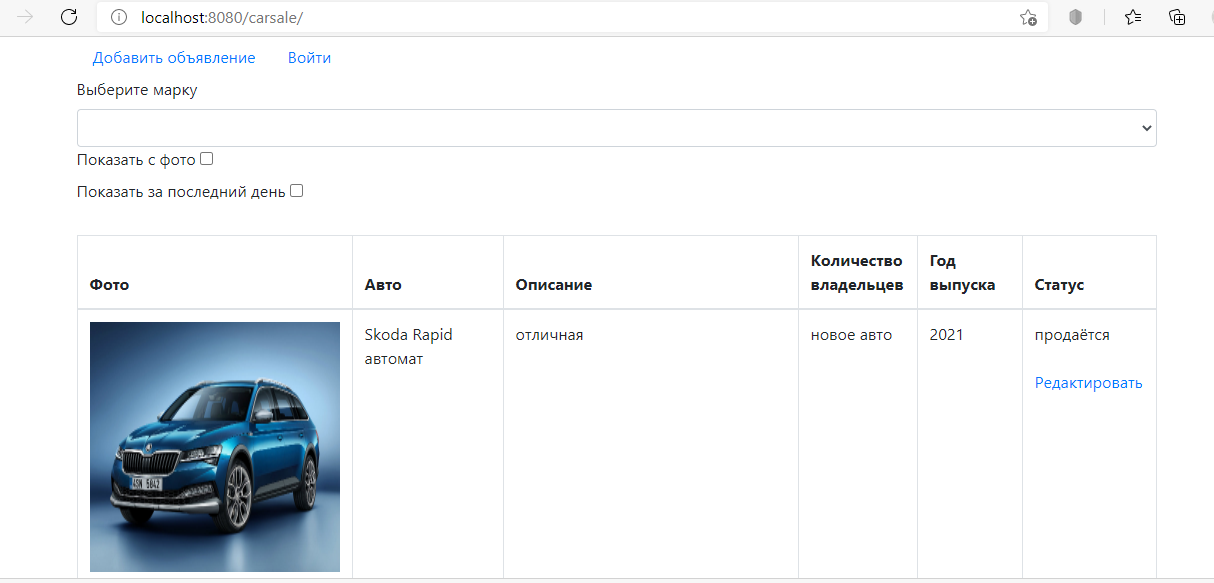 localhost:8080/carsale/
Добавить объявление Войти
Выберите марку
Показать с фото
Показать за последний день
Фото Авто Описание Количество владельцев Год выпуска Статус
Skoda Rapid автомат отличная новое авто 2021 продаётся
Редактировать
4SN 5642